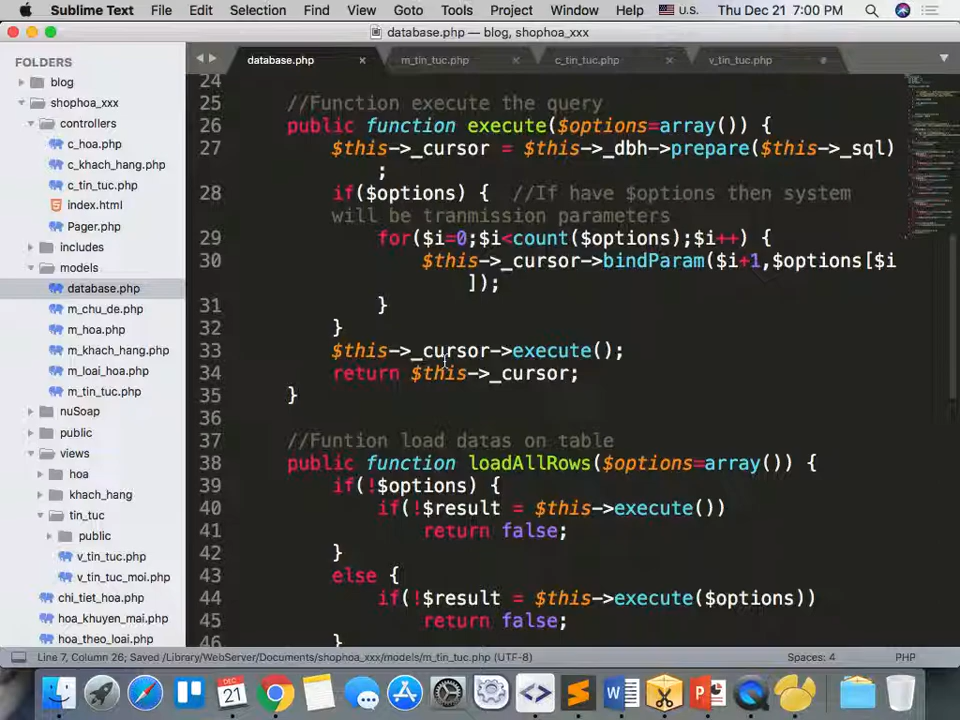 Sublime Text File Edit Selection Find View Goto Tools Project Window Help U.S. Thu Dec 21 7:00 PM
database.php — blog, shophoa_xxx
FOLDERS
blog
shophoa_xxx
controllers
c_hoa.php
c_khach_hang.php
c_tin_tuc.php
index.html
Pager.php
includes
models
database.php
m_chu_de.php
m_hoa.php
m_khach_hang.php
m_loai_hoa.php
m_tin_tuc.php
nuSoap
public
views
hoa
khach_hang
tin_tuc
public
v_tin_tuc.php
v_tin_tuc_moi.php
chi_tiet_hoa.php
hoa_khuyen_mai.php
hoa_theo_loai.php
database.php m_tin_tuc.php c_tin_tuc.php v_tin_tuc.php
24
25 //Function execute the query
26 public function execute($options=array()) {
27 $this->_cursor = $this->_dbh->prepare($this->_sql)
;
28 if($options) { //If have $options then system
will be tranmission parameters
29 for($i=0;$i<count($options);$i++) {
30 $this->_cursor->bindParam($i+1,$options[$i
]);
31 }
32 }
33 $this->_cursor->execute();
34 return $this->_cursor;
35 }
36
37 //Funtion load datas on table
38 public function loadAllRows($options=array()) {
39 if(!$options) {
40 if(!$result = $this->execute())
41 return false;
42 }
43 else {
44 if(!$result = $this->execute($options))
45 return false;
46 }
Line 7, Column 26; Saved /Library/WebServer/Documents/shophoa_xxx/models/m_tin_tuc.php (UTF-8) Spaces: 4 PHP
DEC
21